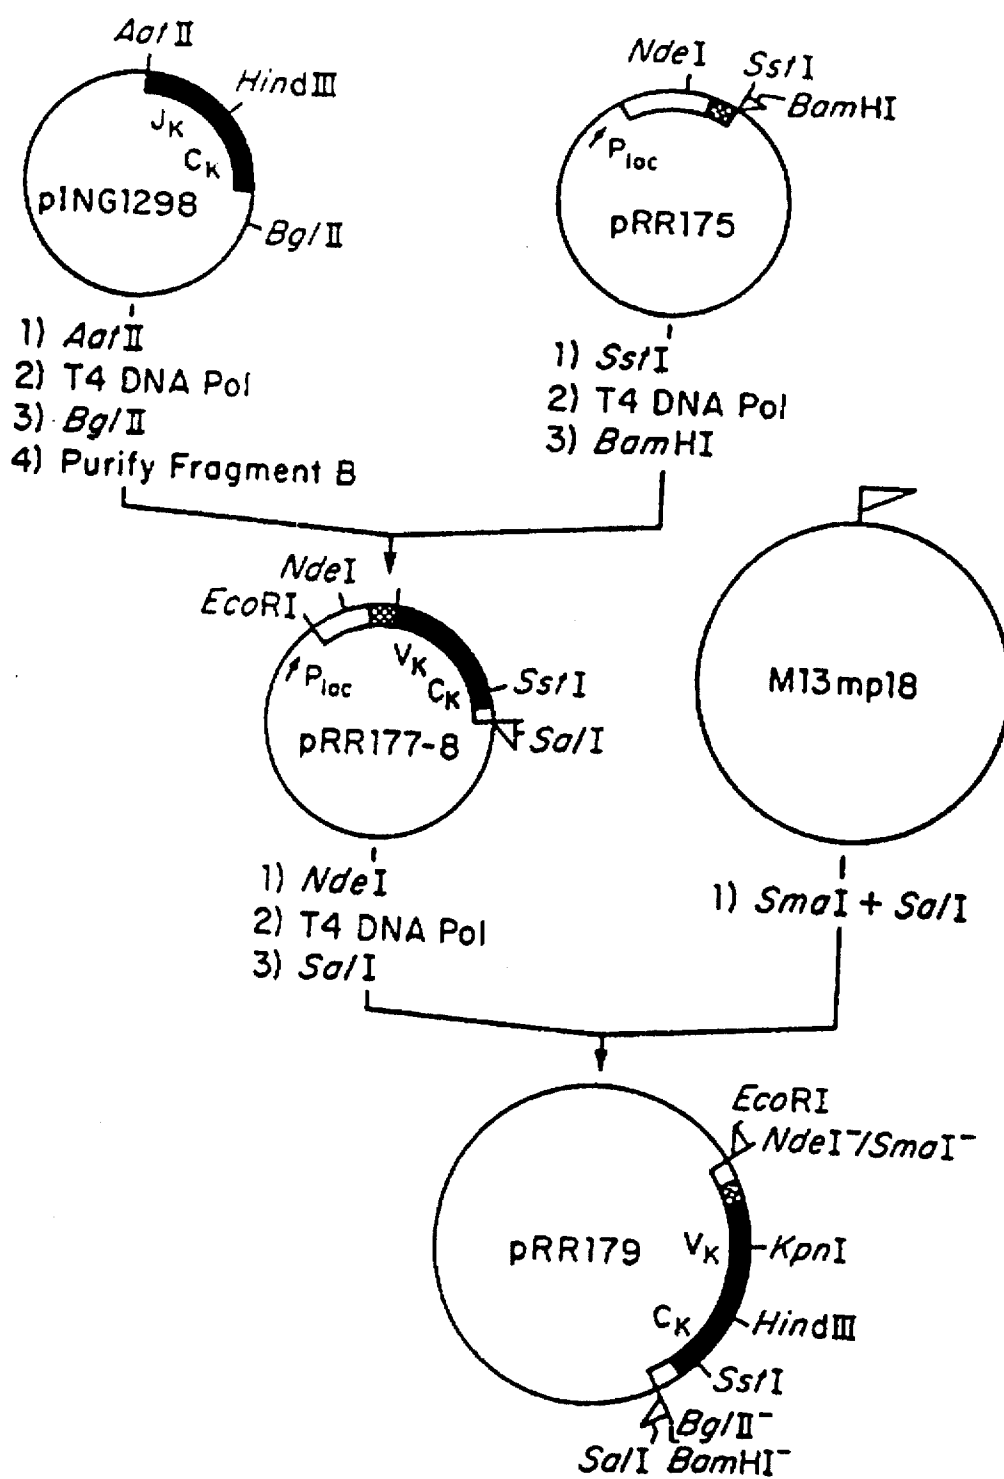 AatII
HindIII
JK
CK
pING1298
BglII
NdeI
SstI
BamHI
Plac
pRR175
1) AatII
2) T4 DNA Pol
3) BglII
4) Purify Fragment B
1) SstI
2) T4 DNA Pol
3) BamHI
NdeI
EcoRI
Plac
VK
CK
SstI
SalI
pRR177-8
M13mp18
1) NdeI
2) T4 DNA Pol
3) SalI
1) SmaI + SalI
EcoRI
NdeI⁻/SmaI⁻
pRR179
VK
KpnI
CK
HindIII
SstI
BglII⁻
SalI BamHI⁻